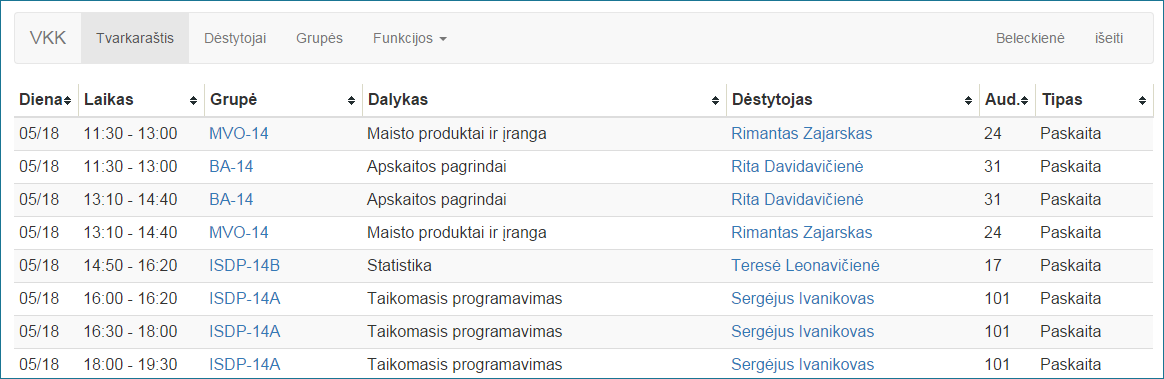 VKK Tvarkaraštis Dėstytojai Grupės Funkcijos Beleckienė išeiti
Diena Laikas Grupė Dalykas Dėstytojas Aud. Tipas
05/18 11:30 - 13:00 MVO-14 Maisto produktai ir įranga Rimantas Zajarskas 24 Paskaita
05/18 11:30 - 13:00 BA-14 Apskaitos pagrindai Rita Davidavičienė 31 Paskaita
05/18 13:10 - 14:40 BA-14 Apskaitos pagrindai Rita Davidavičienė 31 Paskaita
05/18 13:10 - 14:40 MVO-14 Maisto produktai ir įranga Rimantas Zajarskas 24 Paskaita
05/18 14:50 - 16:20 ISDP-14B Statistika Teresė Leonavičienė 17 Paskaita
05/18 16:00 - 16:20 ISDP-14A Taikomasis programavimas Sergėjus Ivanikovas 101 Paskaita
05/18 16:30 - 18:00 ISDP-14A Taikomasis programavimas Sergėjus Ivanikovas 101 Paskaita
05/18 18:00 - 19:30 ISDP-14A Taikomasis programavimas Sergėjus Ivanikovas 101 Paskaita